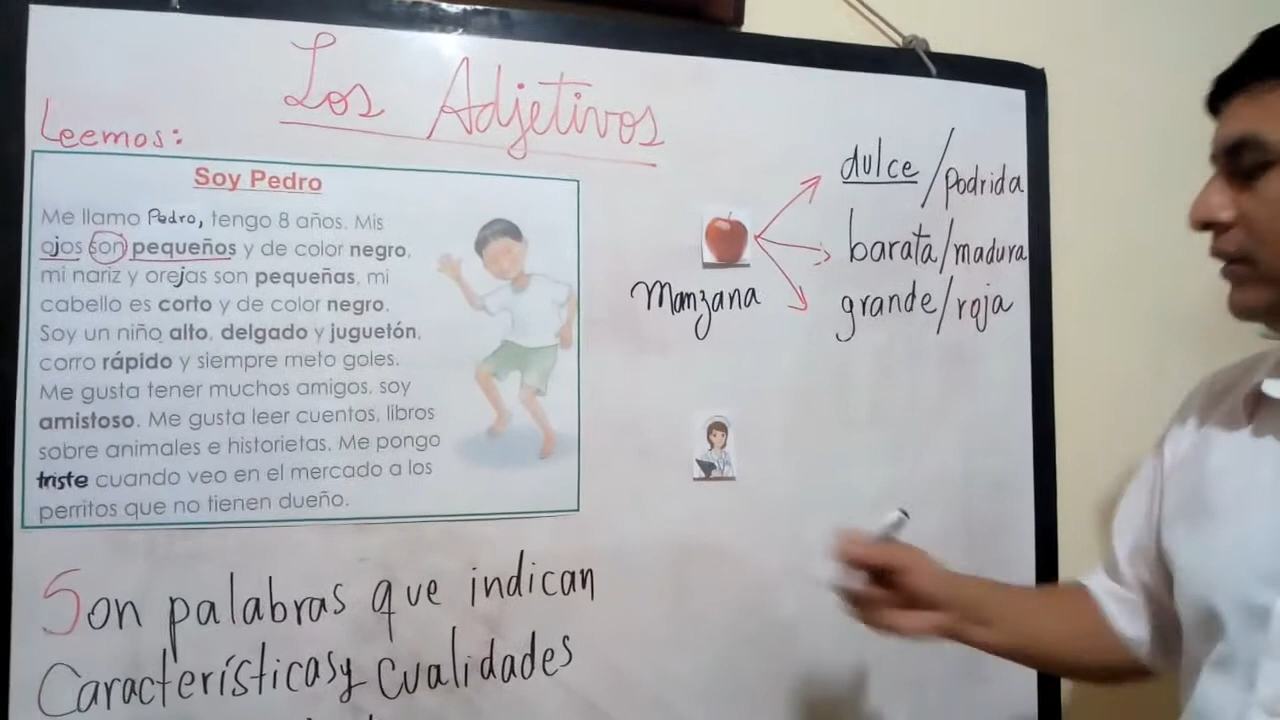 Los Adjetivos
Leemos:
Soy Pedro
Me llamo Pedro, tengo 8 años. Mis
ojos son pequeños y de color negro,
mi nariz y orejas son pequeñas, mi
cabello es corto y de color negro.
Soy un niño alto, delgado y juguetón,
corro rápido y siempre meto goles.
Me gusta tener muchos amigos, soy
amistoso. Me gusta leer cuentos, libros
sobre animales e historietas. Me pongo
triste cuando veo en el mercado a los
perritos que no tienen dueño.
Manzana
dulce/podrida
barata/madura
grande/roja
Son palabras que indican
Características y cualidades